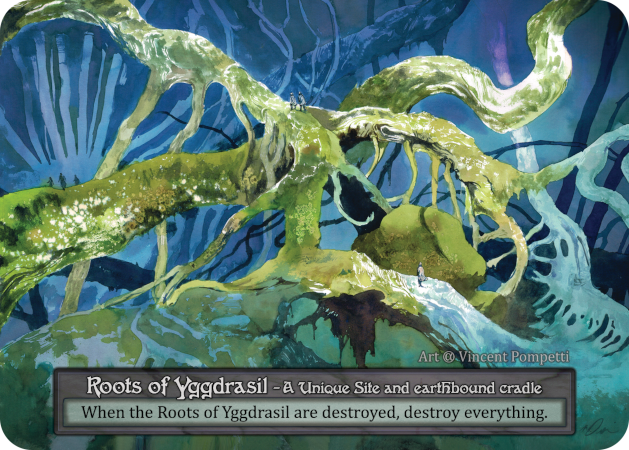 Art @ Vincent Pompetti
Roots of Yggdrasil - A Unique Site and earthbound cradle
When the Roots of Yggdrasil are destroyed, destroy everything.